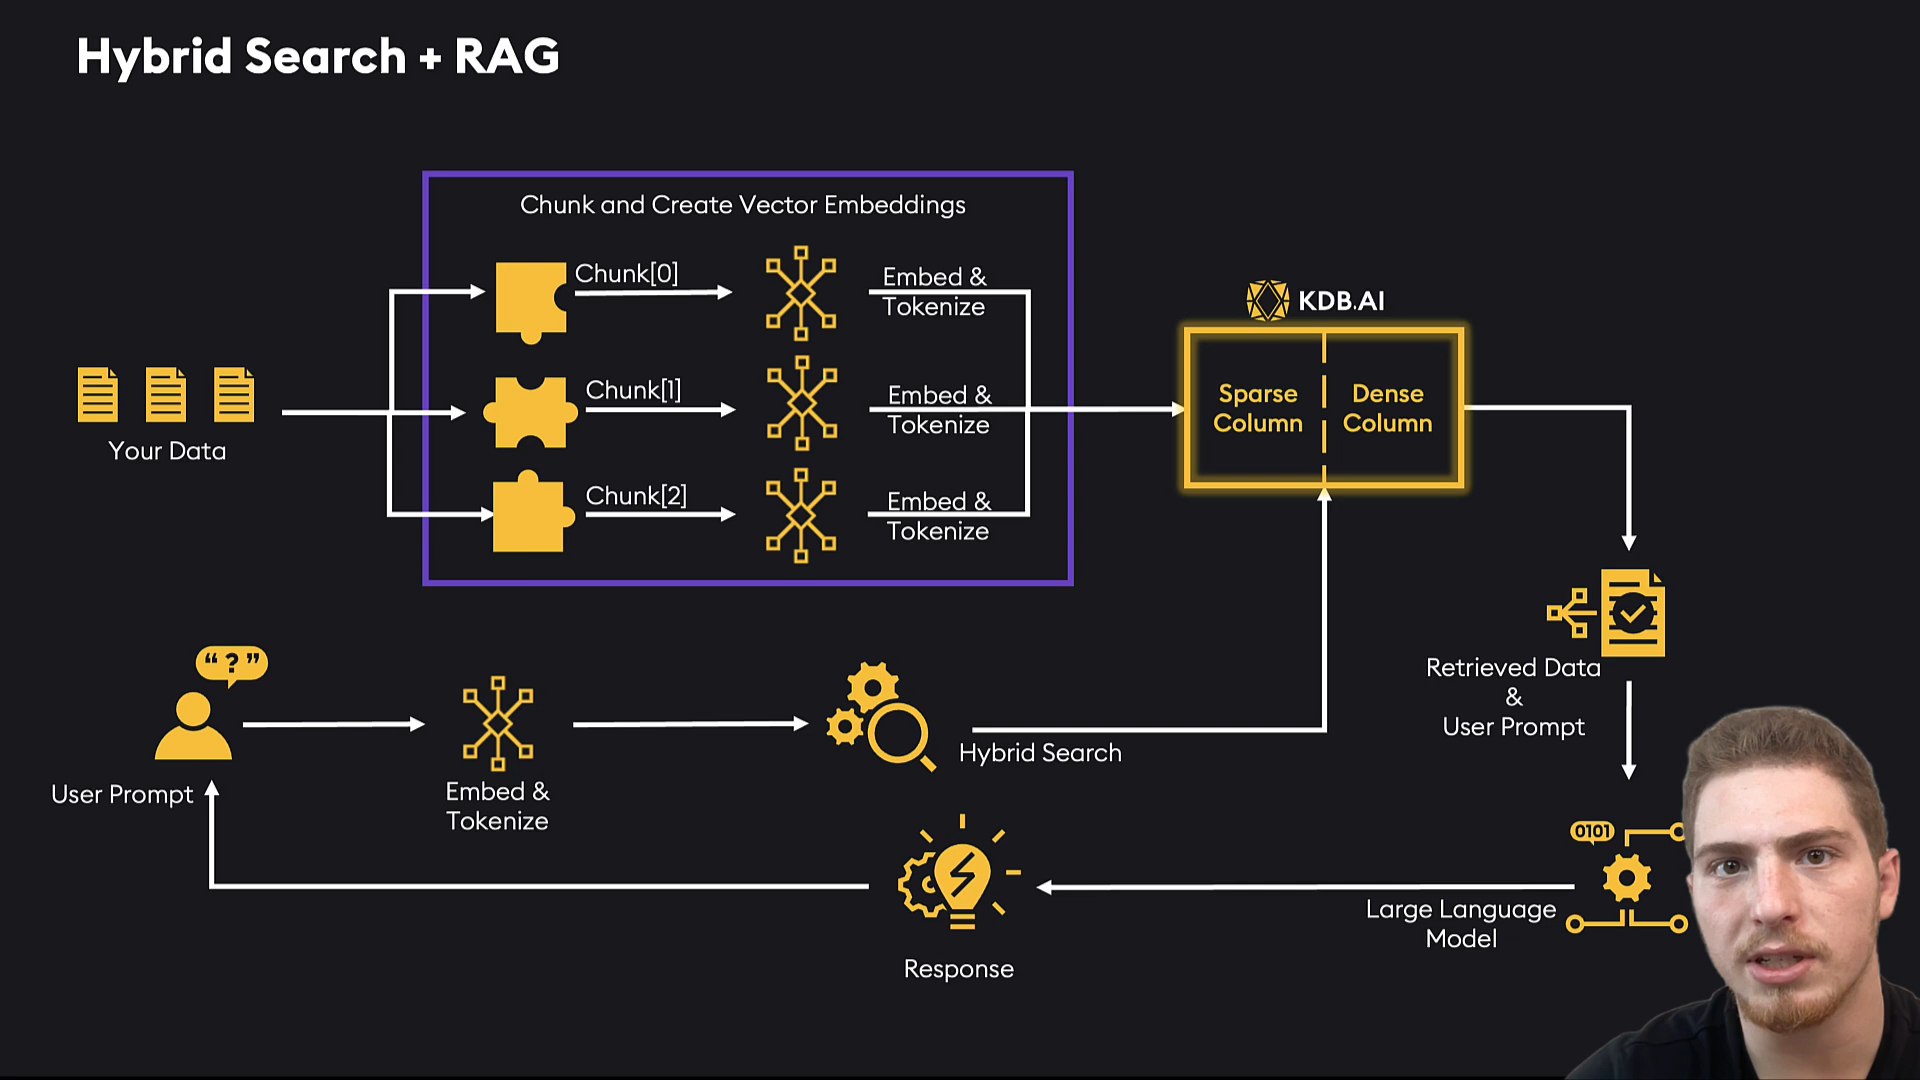 Hybrid Search + RAG
Chunk and Create Vector Embeddings
Chunk[0]
Embed &
Tokenize
Chunk[1]
Embed &
Tokenize
Chunk[2]
Embed &
Tokenize
Your Data
KDB.AI
Sparse
Column
Dense
Column
Retrieved Data
&
User Prompt
“?”
User Prompt
Embed &
Tokenize
Hybrid Search
0101
Large Language
Model
Response